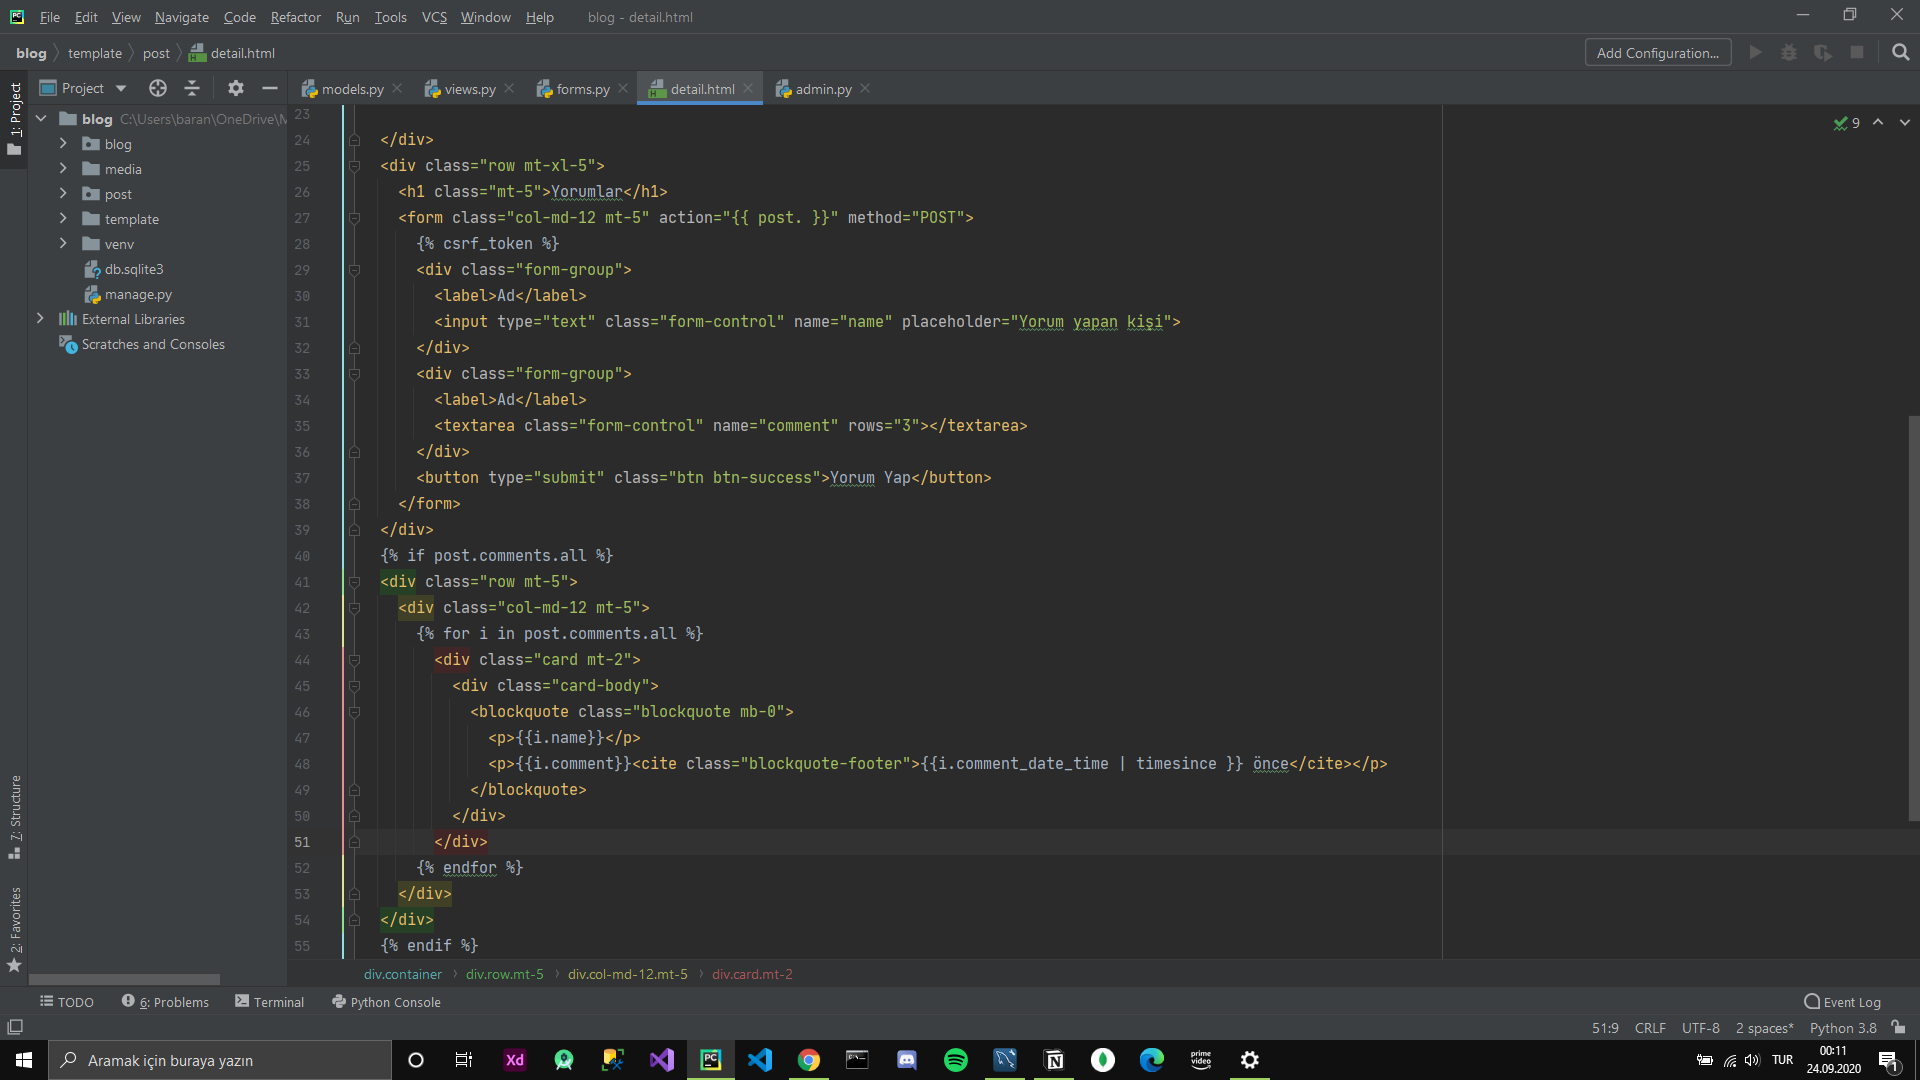 File Edit View Navigate Code Refactor Run Tools VCS Window Help blog - detail.html
blog template post detail.html Add Configuration...
1: Project
Project
models.py views.py forms.py detail.html admin.py
blog C:\Users\baran\OneDrive\M
blog
media
post
template
venv
db.sqlite3
manage.py
External Libraries
Scratches and Consoles
9
23
24 </div>
25 <div class="row mt-xl-5">
26 <h1 class="mt-5">Yorumlar</h1>
27 <form class="col-md-12 mt-5" action="{{ post. }}" method="POST">
28 {% csrf_token %}
29 <div class="form-group">
30 <label>Ad</label>
31 <input type="text" class="form-control" name="name" placeholder="Yorum yapan kişi">
32 </div>
33 <div class="form-group">
34 <label>Ad</label>
35 <textarea class="form-control" name="comment" rows="3"></textarea>
36 </div>
37 <button type="submit" class="btn btn-success">Yorum Yap</button>
38 </form>
39 </div>
40 {% if post.comments.all %}
41 <div class="row mt-5">
42 <div class="col-md-12 mt-5">
43 {% for i in post.comments.all %}
44 <div class="card mt-2">
45 <div class="card-body">
46 <blockquote class="blockquote mb-0">
47 <p>{{i.name}}</p>
48 <p>{{i.comment}}<cite class="blockquote-footer">{{i.comment_date_time | timesince }} önce</cite></p>
49 </blockquote>
50 </div>
51 </div>
52 {% endfor %}
53 </div>
54 </div>
55 {% endif %}
7: Structure
2: Favorites
div.container div.row.mt-5 div.col-md-12.mt-5 div.card.mt-2
TODO 6: Problems Terminal Python Console Event Log
51:9 CRLF UTF-8 2 spaces* Python 3.8
Aramak için buraya yazın
Xd
PC
prime video
TUR
00:11
24.09.2020
1